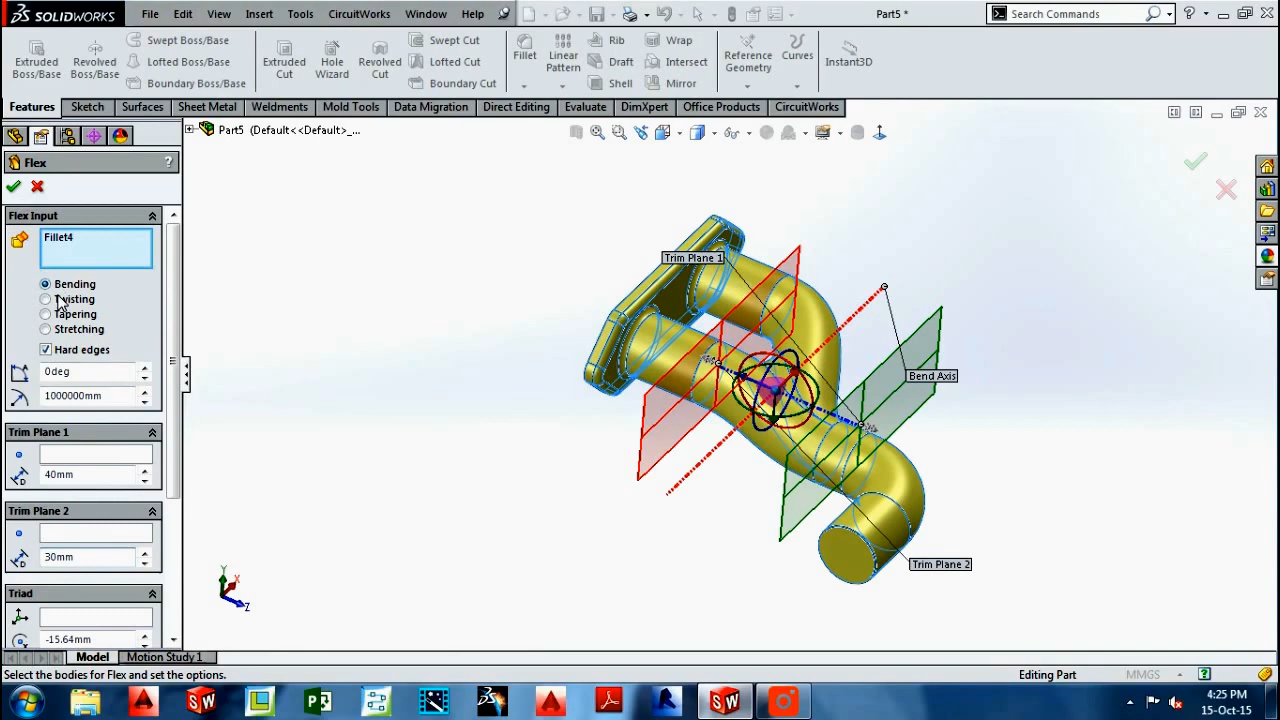 SOLIDWORKS File Edit View Insert Tools CircuitWorks Window Help Part5 * Search Commands ?
Extruded Boss/Base
Revolved Boss/Base
Swept Boss/Base
Lofted Boss/Base
Boundary Boss/Base
Extruded Cut
Hole Wizard
Revolved Cut
Swept Cut
Lofted Cut
Boundary Cut
Fillet
Linear Pattern
Rib
Draft
Shell
Wrap
Intersect
Mirror
Reference Geometry
Curves
Instant3D
Features Sketch Surfaces Sheet Metal Weldments Mold Tools Data Migration Direct Editing Evaluate DimXpert Office Products CircuitWorks
Part5 (Default<<Default>_...
Flex ?
Flex Input
Fillet4
Bending
Twisting
Tapering
Stretching
Hard edges
0deg
1000000mm
Trim Plane 1
40mm
Trim Plane 2
30mm
Triad
-15.64mm
Trim Plane 1
Bend Axis
Trim Plane 2
Y
X
Z
Model Motion Study 1
Select the bodies for Flex and set the options. Editing Part MMGS ?
4:25 PM
15-Oct-15